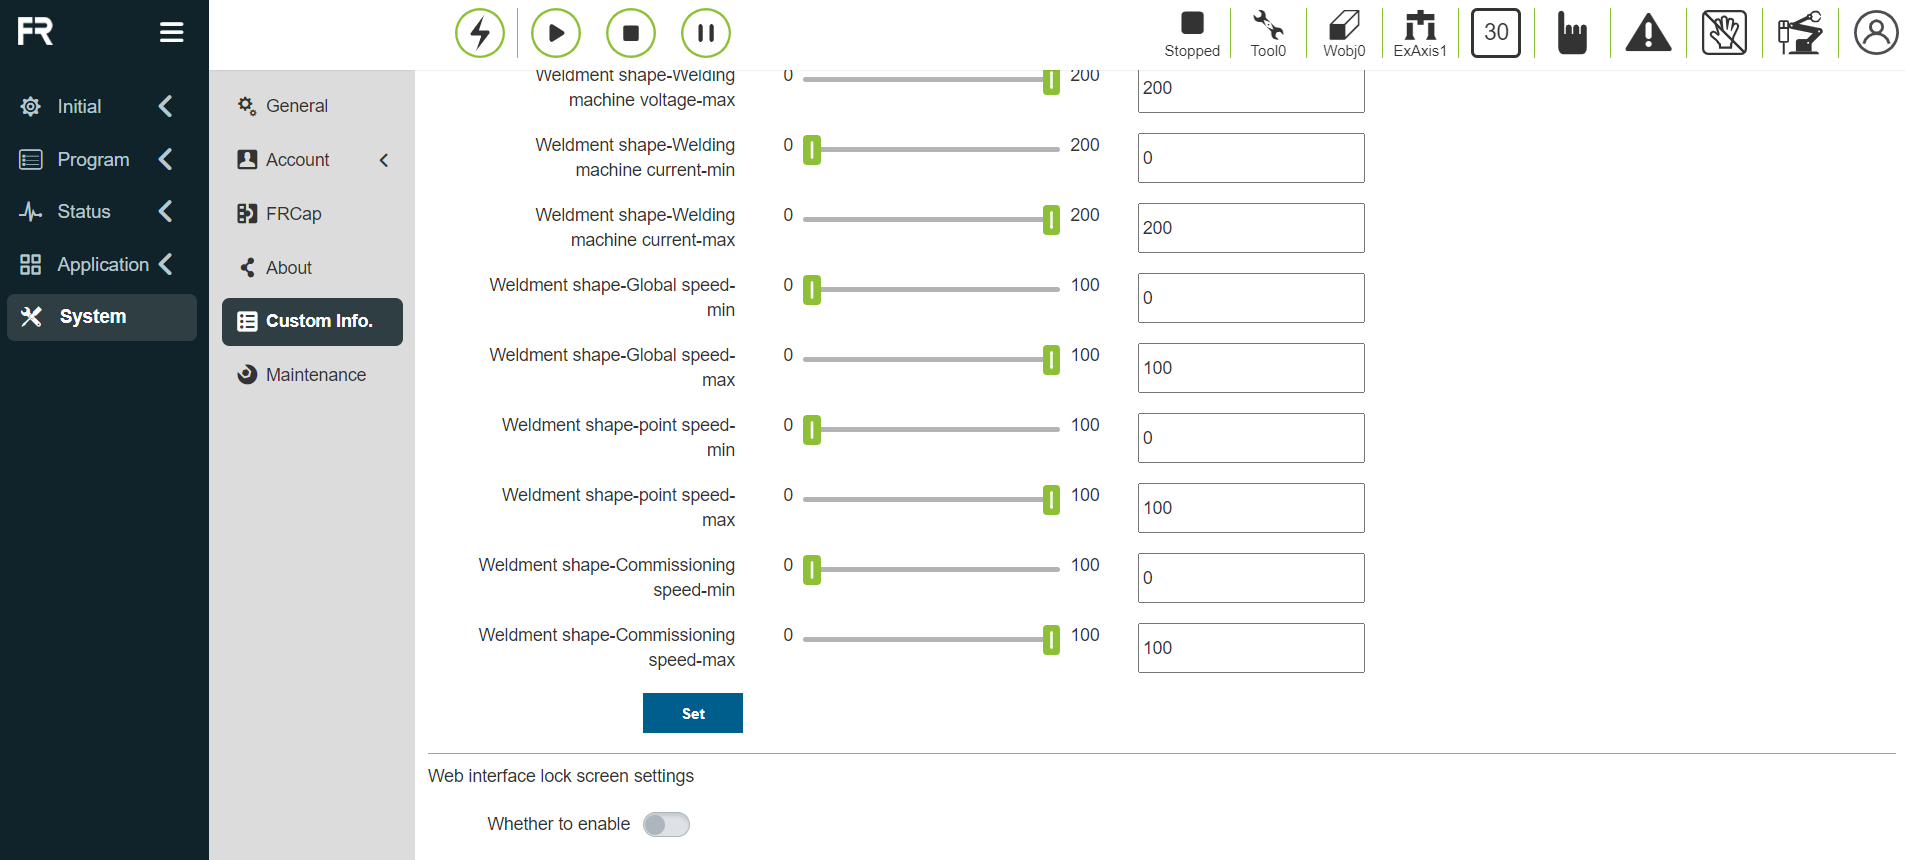 FR
Stopped
Tool0
Wobj0
ExAxis1
30
Initial
Program
Status
Application
System
General
Account
FRCap
About
Custom Info.
Maintenance
Weldment shape-Welding
machine voltage-max
0
200
200
Weldment shape-Welding
machine current-min
0
200
0
Weldment shape-Welding
machine current-max
0
200
200
Weldment shape-Global speed-
min
0
100
0
Weldment shape-Global speed-
max
0
100
100
Weldment shape-point speed-
min
0
100
0
Weldment shape-point speed-
max
0
100
100
Weldment shape-Commissioning
speed-min
0
100
0
Weldment shape-Commissioning
speed-max
0
100
100
Set
Web interface lock screen settings
Whether to enable